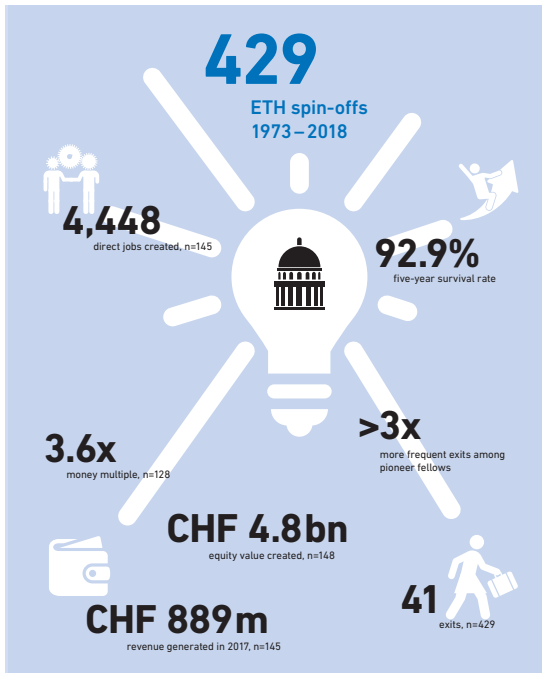 429
ETH spin-offs
1973–2018
4,448
direct jobs created, n=145
92.9%
five-year survival rate
3.6x
money multiple, n=128
>3x
more frequent exits among
pioneer fellows
CHF 4.8bn
equity value created, n=148
41
exits, n=429
CHF 889m
revenue generated in 2017, n=145